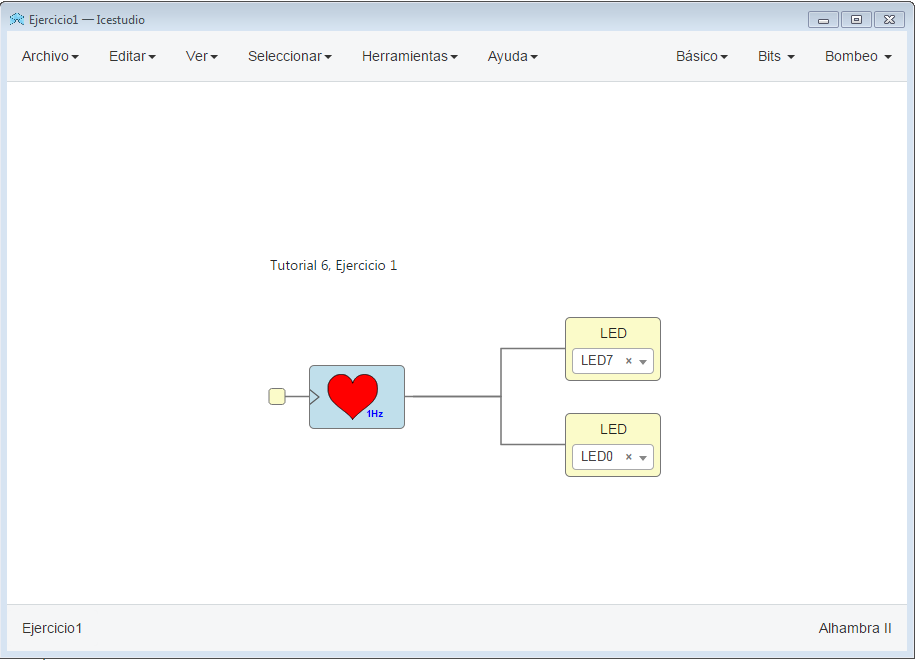 Ejercicio1 — Icestudio
Archivo Editar Ver Seleccionar Herramientas Ayuda Básico Bits Bombeo
Tutorial 6, Ejercicio 1
LED
LED7 ×
1Hz
LED
LED0 ×
Ejercicio1 Alhambra II